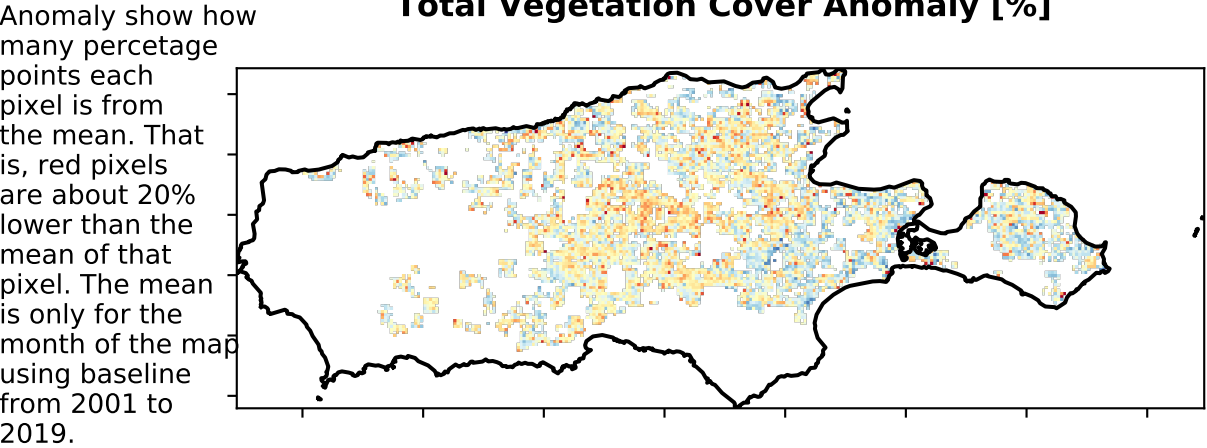 Total Vegetation Cover Anomaly [%]
Anomaly show how
many percetage
points each
pixel is from
the mean. That
is, red pixels
are about 20%
lower than the
mean of that
pixel. The mean
is only for the
month of the map
using baseline
from 2001 to
2019.